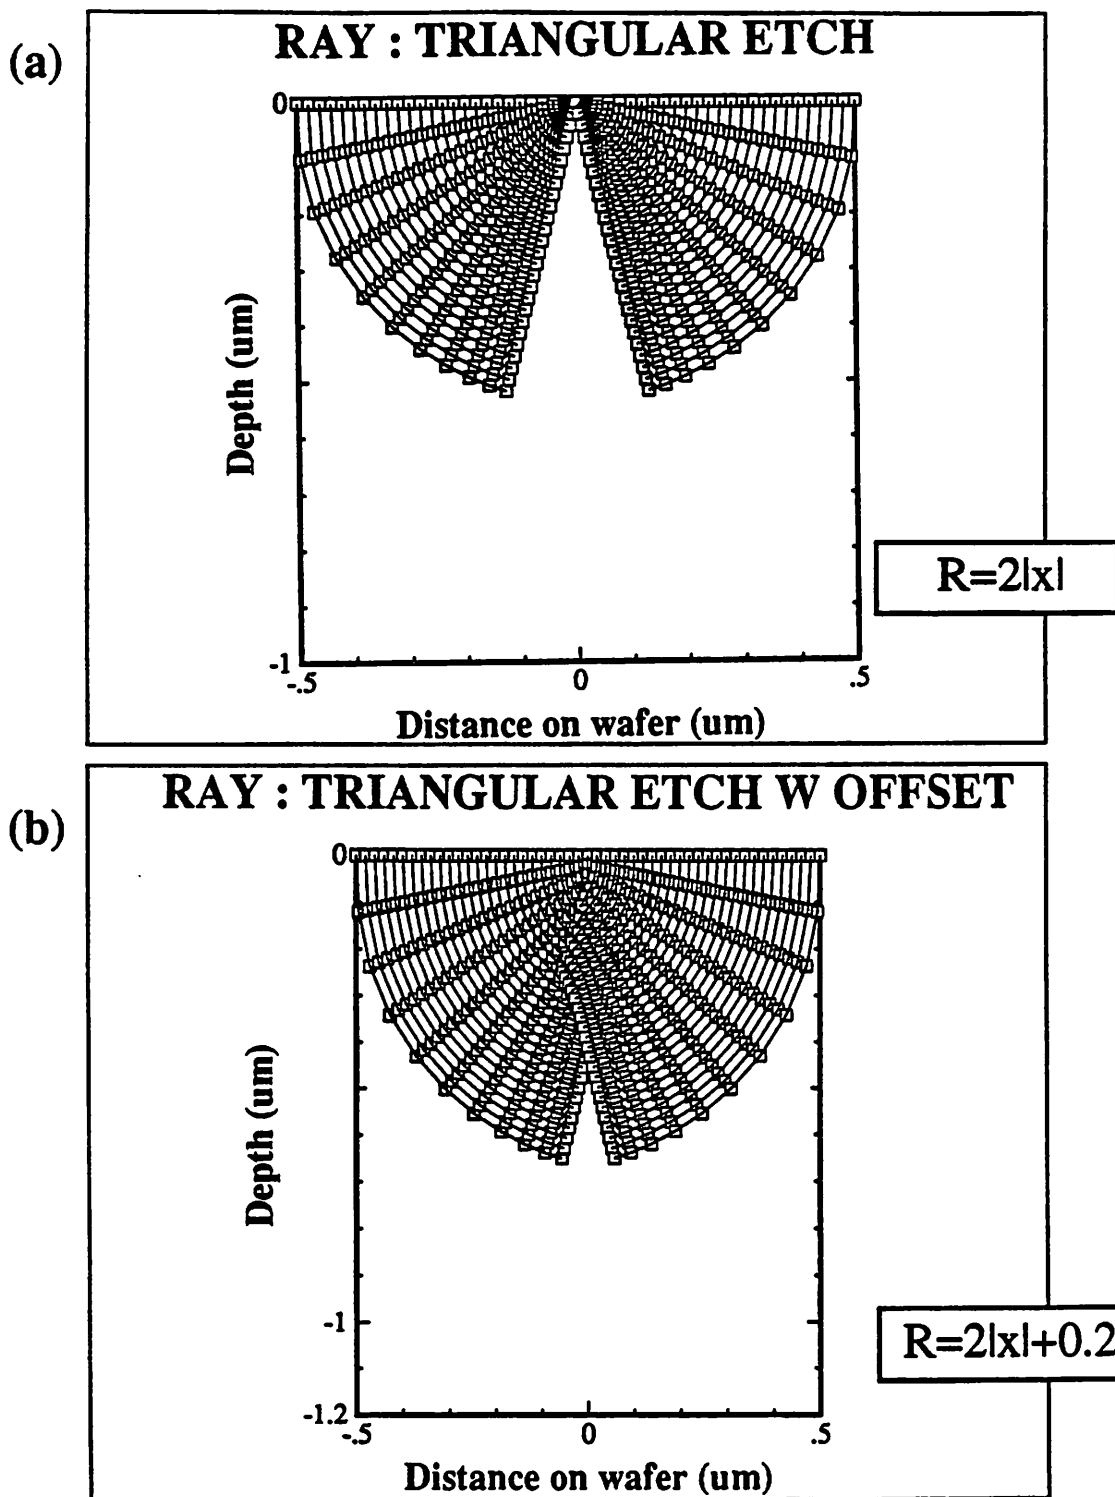 (a)
RAY : TRIANGULAR ETCH
0
Depth (um)
R=2|x|
-1
-.5
0
.5
Distance on wafer (um)
(b)
RAY : TRIANGULAR ETCH W OFFSET
0
Depth (um)
-1
R=2|x|+0.2
-1.2
-.5
0
.5
Distance on wafer (um)